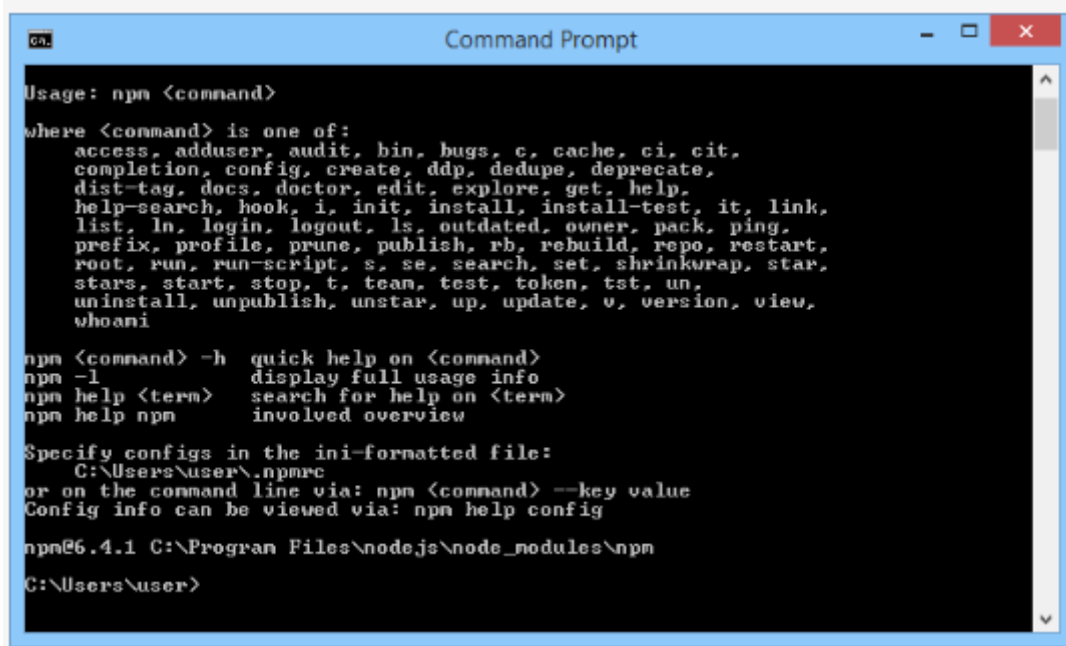 Command Prompt
Usage: npm <command>
where <command> is one of:
access, adduser, audit, bin, bugs, c, cache, ci, cit,
completion, config, create, ddp, dedupe, deprecate,
dist-tag, docs, doctor, edit, explore, get, help,
help-search, hook, i, init, install, install-test, it, link,
list, ln, login, logout, ls, outdated, owner, pack, ping,
prefix, profile, prune, publish, rb, rebuild, repo, restart,
root, run, run-script, s, se, search, set, shrinkwrap, star,
stars, start, stop, t, team, test, token, tst, un,
uninstall, unpublish, unstar, up, update, v, version, view,
whoami
npm <command> -h  quick help on <command>
npm -l            display full usage info
npm help <term>   search for help on <term>
npm help npm      involved overview
Specify configs in the ini-formatted file:
C:\Users\user\.npmrc
or on the command line via: npm <command> --key value
Config info can be viewed via: npm help config
npm@6.4.1 C:\Program Files\nodejs\node_modules\npm
C:\Users\user>